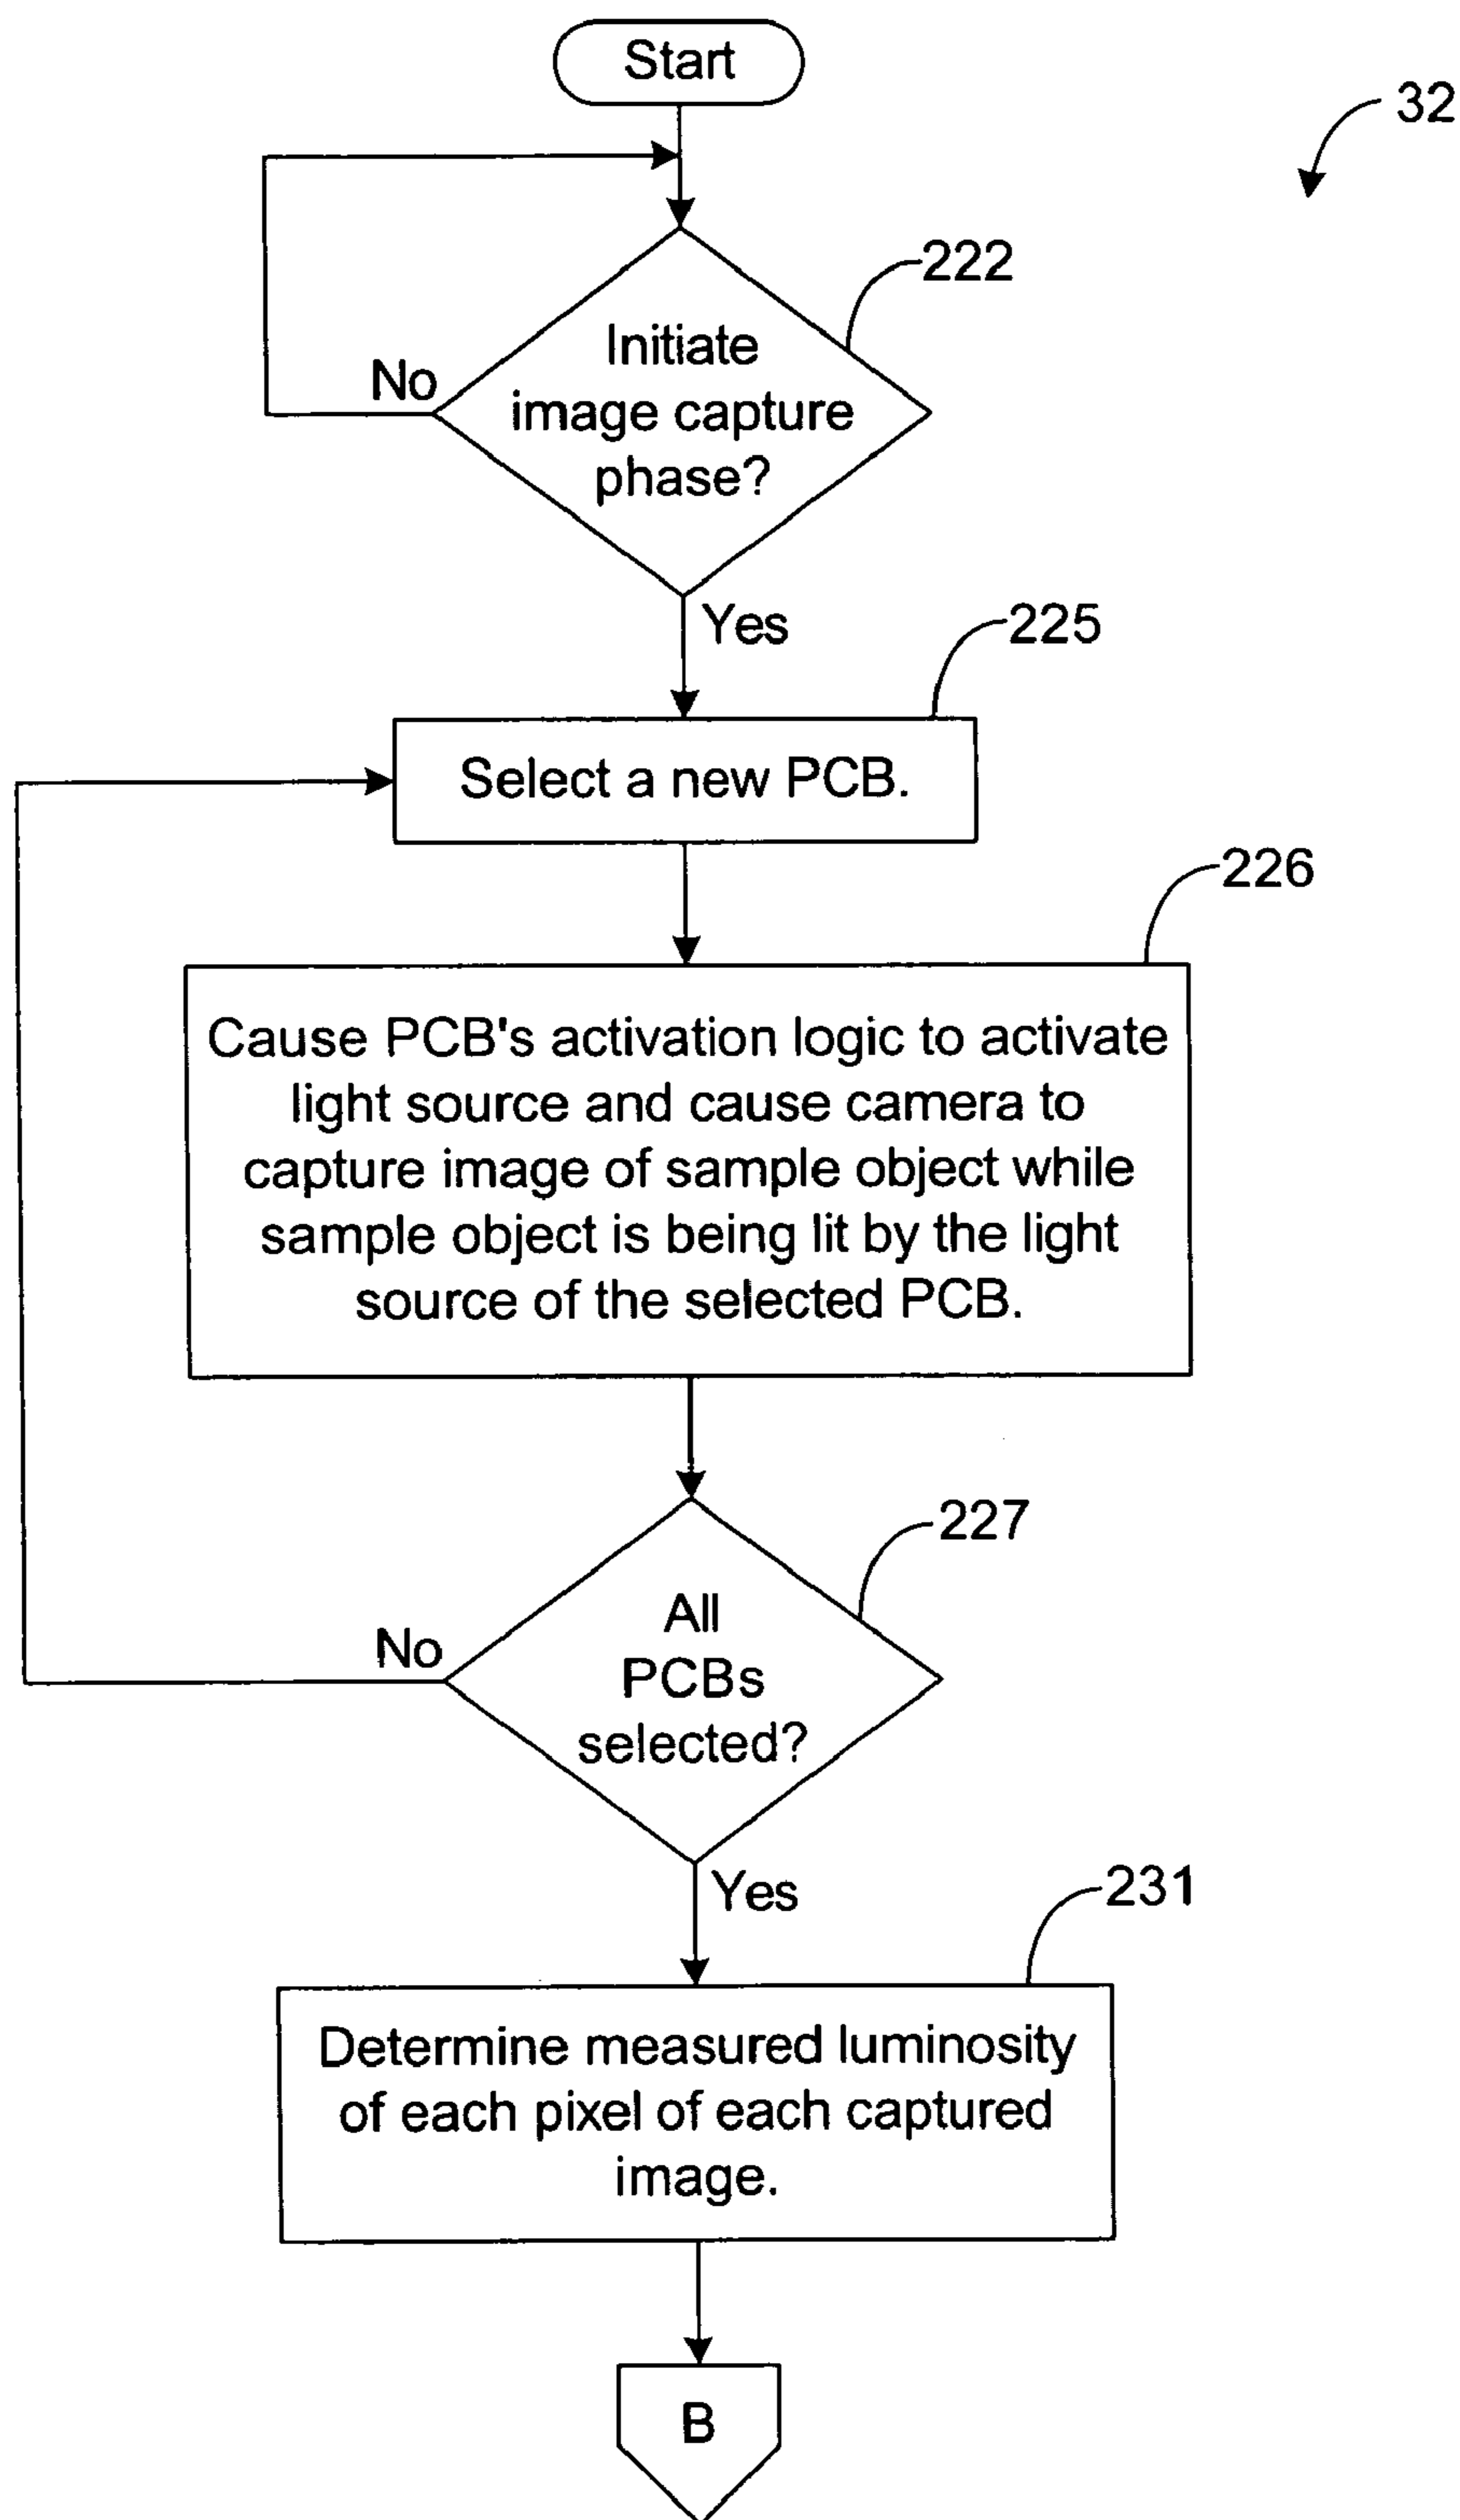 Start
32
222
Initiate
image capture
phase?
No
Yes
225
Select a new PCB.
226
Cause PCB's activation logic to activate
light source and cause camera to
capture image of sample object while
sample object is being lit by the light
source of the selected PCB.
227
All
PCBs
selected?
No
Yes
231
Determine measured luminosity
of each pixel of each captured
image.
B